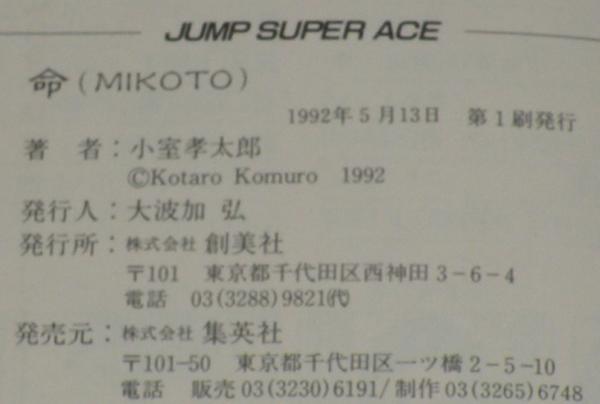 JUMP SUPER ACE
命(MIKOTO)
1992年5月13日 第1刷発行
著 者：小室孝太郎
©Kotaro Komuro 1992
発行人：大波加 弘
発行所：株式会社 創美社
〒101 東京都千代田区西神田3-6-4
電話 03(3288)9821㈹
発売元：株式会社 集英社
〒101-50 東京都千代田区一ツ橋2-5-10
電話 販売03(3230)6191/制作03(3265)6748